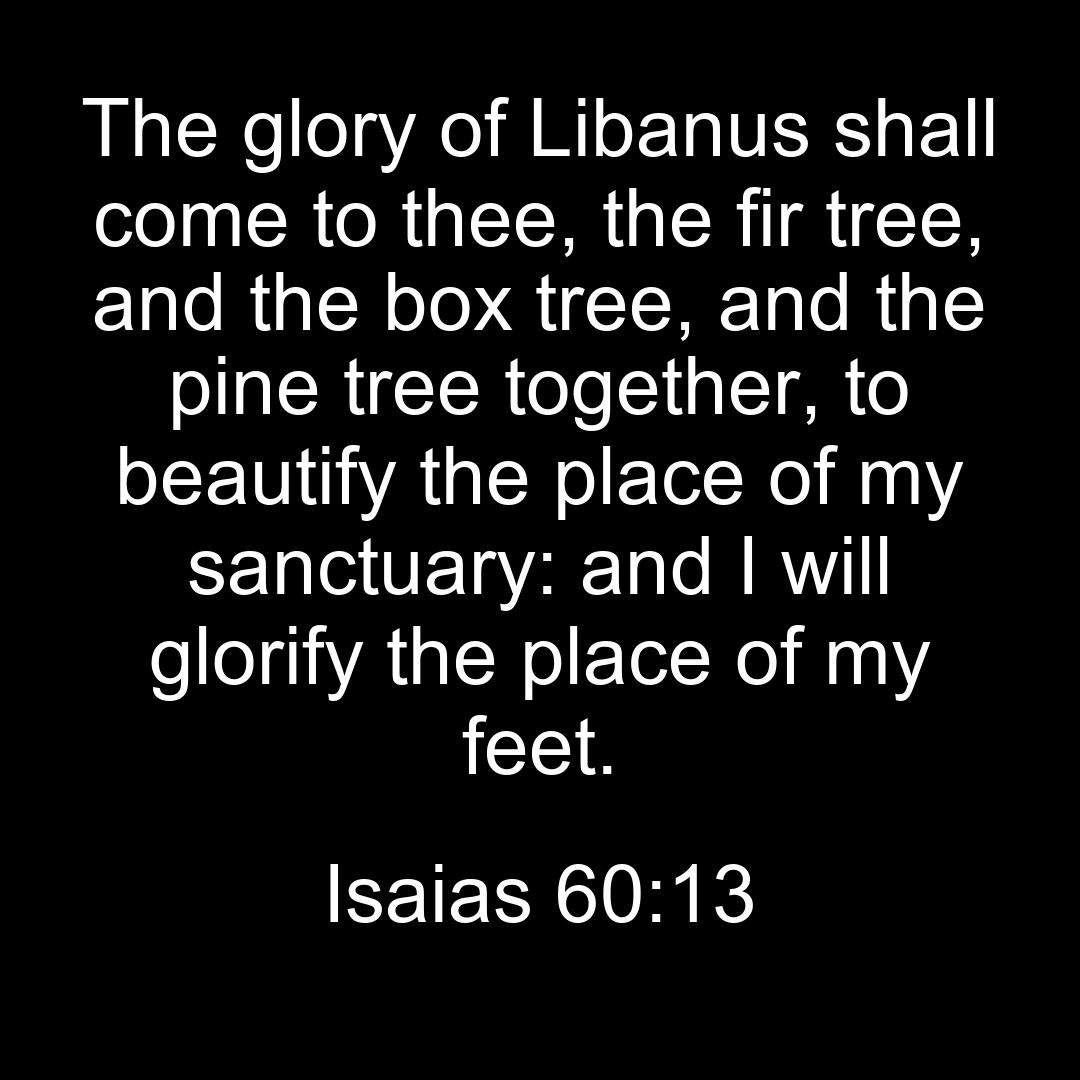 The glory of Libanus shall
come to thee, the fir tree,
and the box tree, and the
pine tree together, to
beautify the place of my
sanctuary: and I will
glorify the place of my
feet.
Isaias 60:13